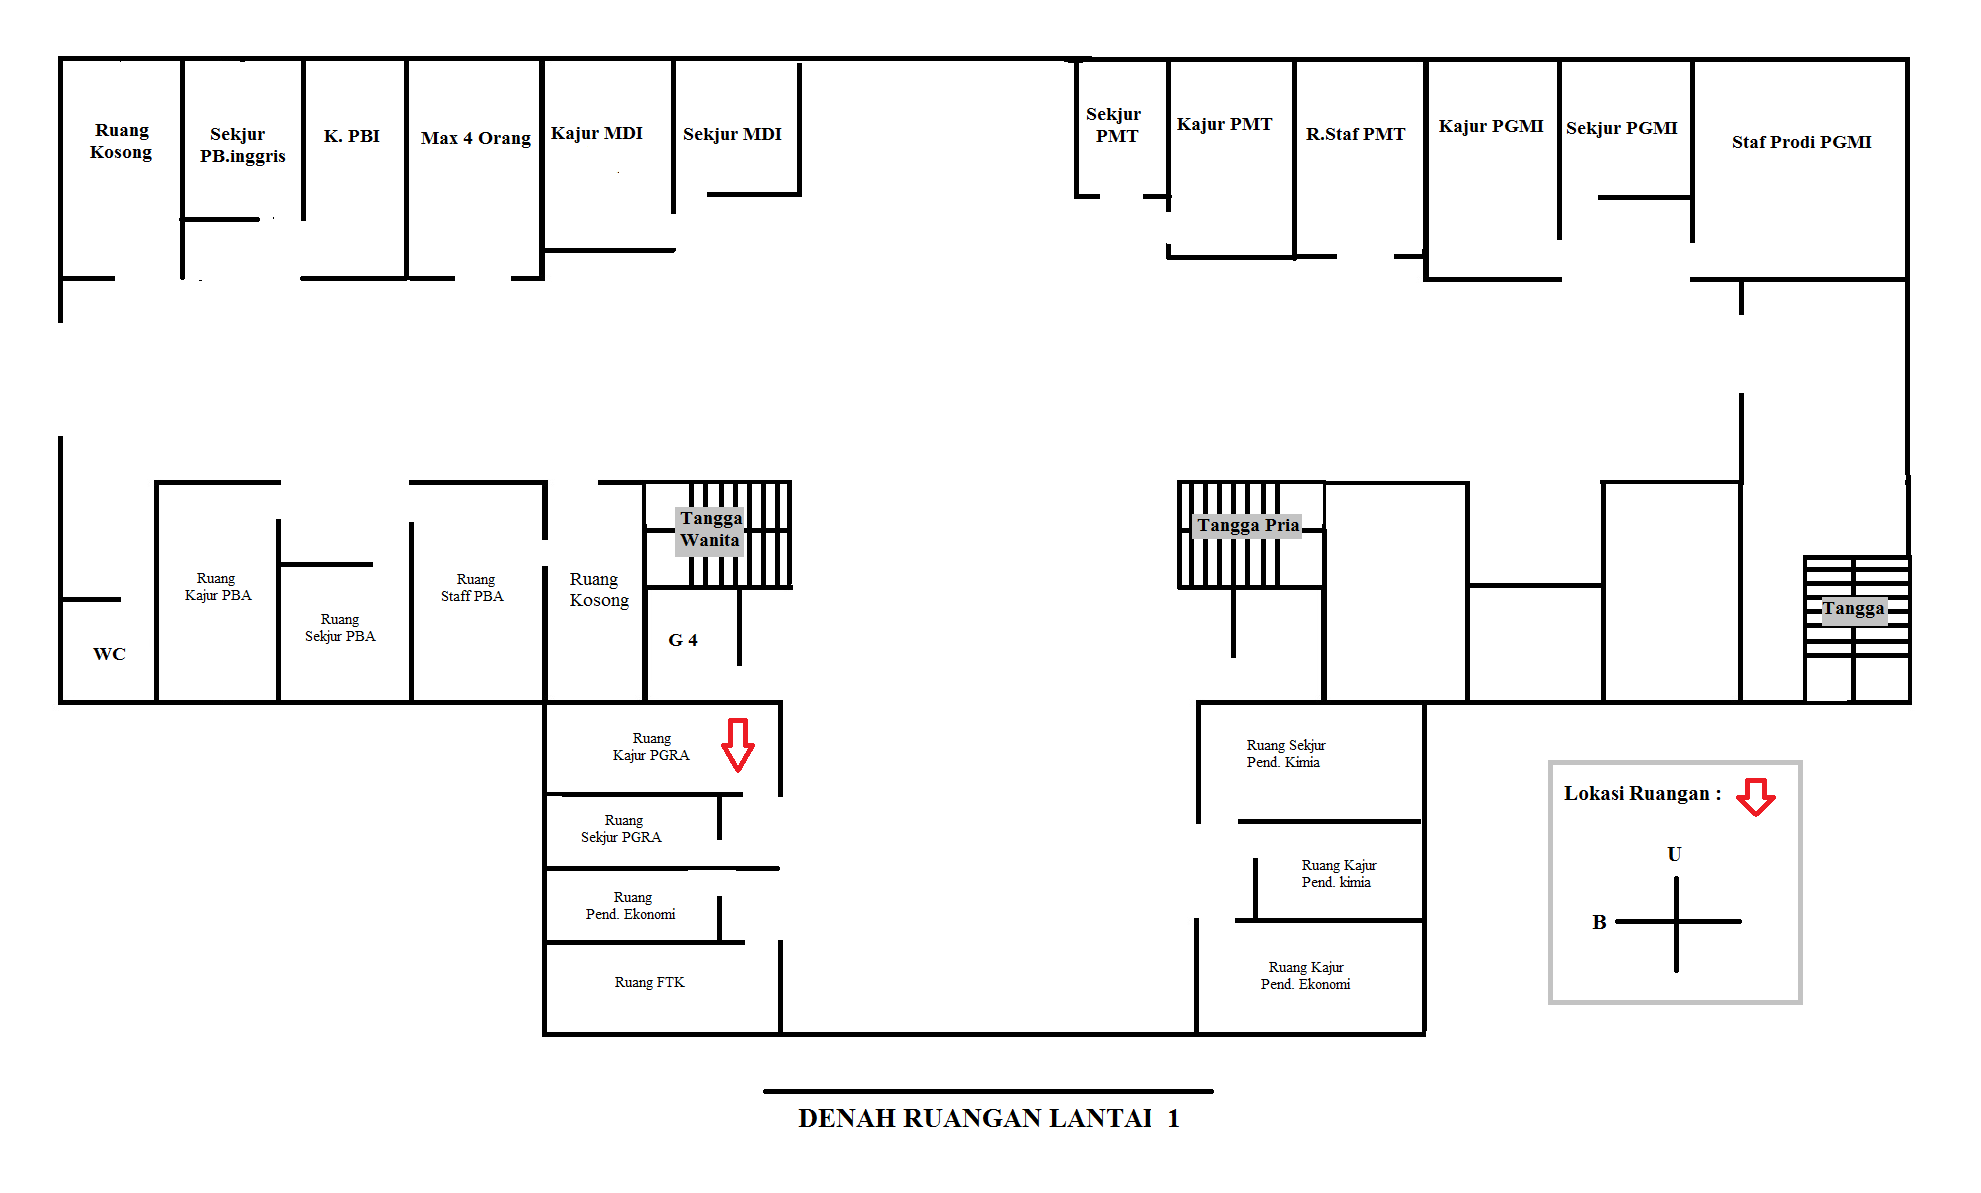 Ruang
Kosong
Sekjur
PB.inggris
K. PBI
Max 4 Orang
Kajur MDI
Sekjur MDI
Sekjur
PMT
Kajur PMT
R.Staf PMT
Kajur PGMI
Sekjur PGMI
Staf Prodi PGMI
WC
Ruang
Kajur PBA
Ruang
Sekjur PBA
Ruang
Staff PBA
Ruang
Kosong
Tangga
Wanita
G 4
Tangga Pria
Tangga
Ruang
Kajur PGRA
Ruang
Sekjur PGRA
Ruang
Pend. Ekonomi
Ruang FTK
Ruang Sekjur
Pend. Kimia
Ruang Kajur
Pend. kimia
Ruang Kajur
Pend. Ekonomi
Lokasi Ruangan :
U
B
DENAH RUANGAN LANTAI 1